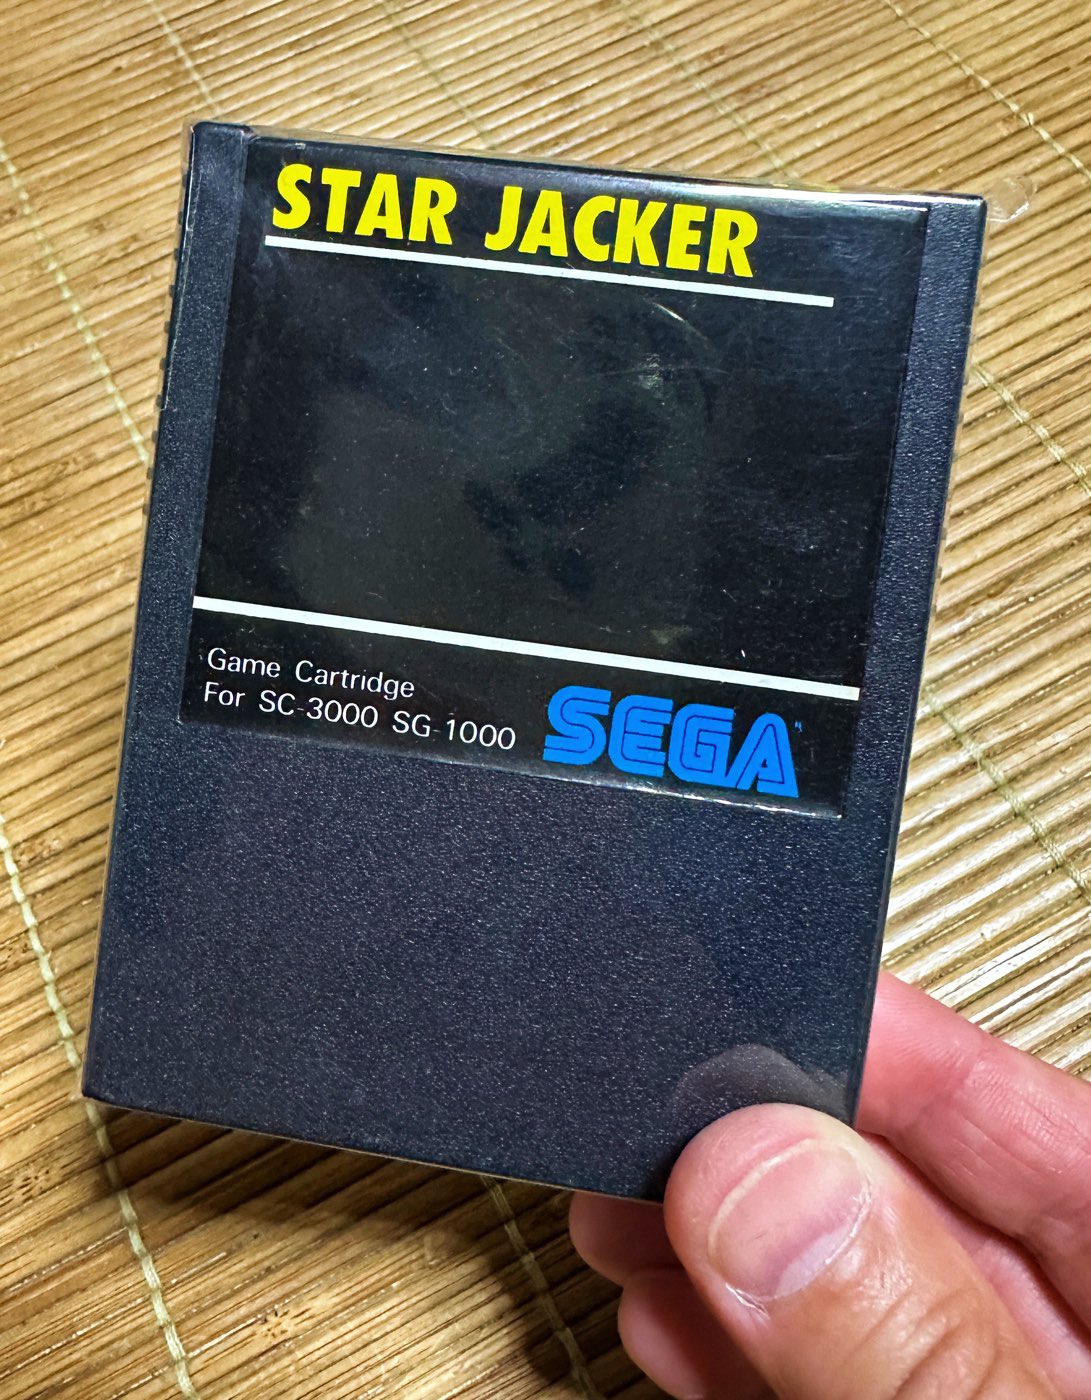 STAR JACKER
Game Cartridge
For SC-3000 SG-1000
SEGA